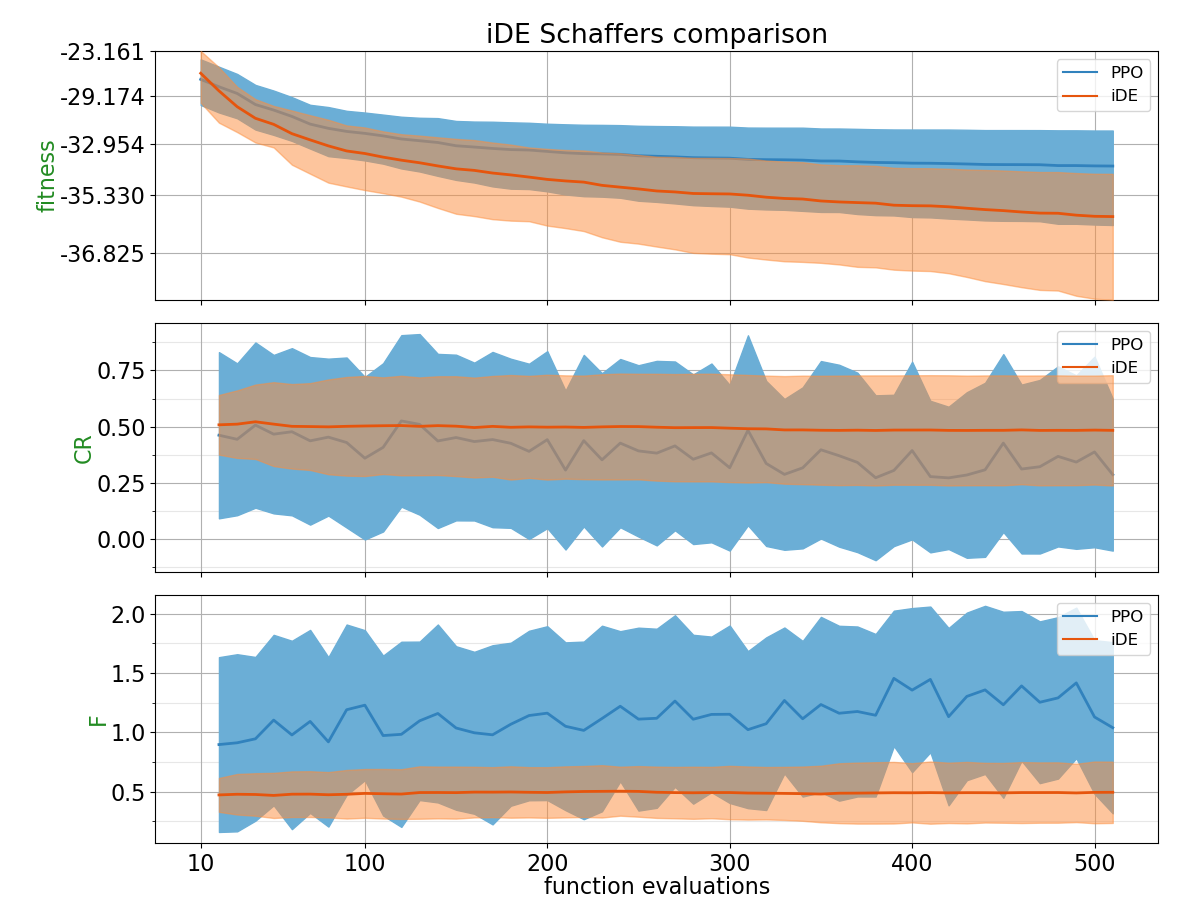 iDE Schaffers comparison
-23.161
-29.174
-32.954
-35.330
-36.825
fitness
PPO
iDE
0.75
0.50
0.25
0.00
CR
PPO
iDE
2.0
1.5
1.0
0.5
F
PPO
iDE
10 100 200 300 400 500
function evaluations